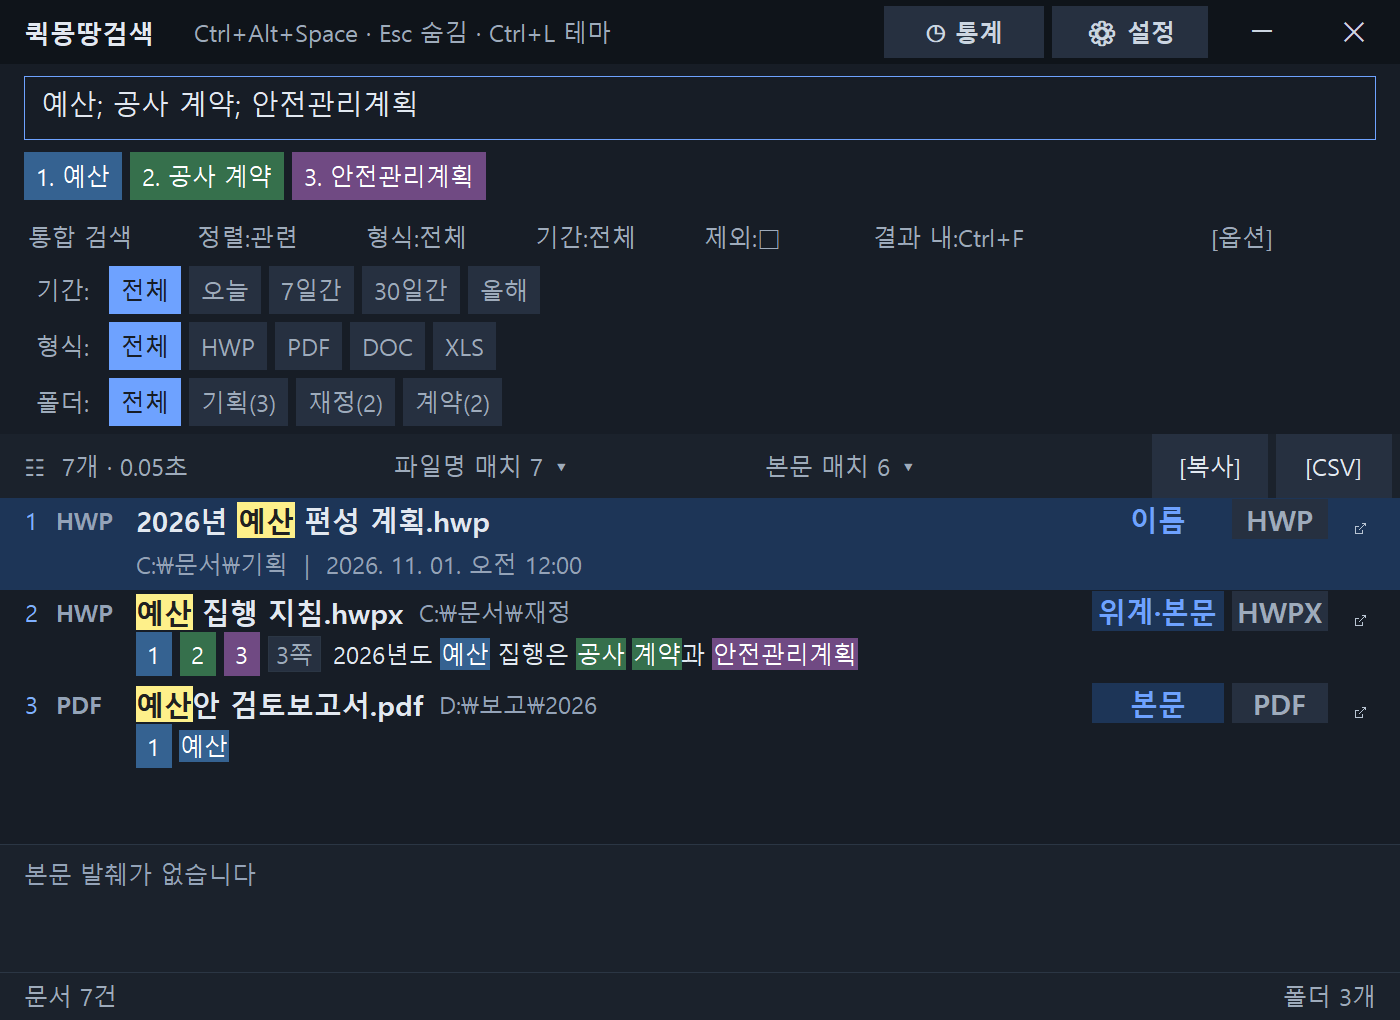 퀵몽땅검색 Ctrl+Alt+Space · Esc 숨김 · Ctrl+L 테마 통계 설정
예산; 공사 계약; 안전관리계획
1. 예산 2. 공사 계약 3. 안전관리계획
통합 검색 정렬:관련 형식:전체 기간:전체 제외:□ 결과 내:Ctrl+F [옵션]
기간: 전체 오늘 7일간 30일간 올해
형식: 전체 HWP PDF DOC XLS
폴더: 전체 기획(3) 재정(2) 계약(2)
7개 · 0.05초 파일명 매치 7 ▼ 본문 매치 6 ▼ [복사] [CSV]
1 HWP 2026년 예산 편성 계획.hwp 이름 HWP
C:₩문서₩기획 | 2026. 11. 01. 오전 12:00
2 HWP 예산 집행 지침.hwpx C:₩문서₩재정 위계·본문 HWPX
1 2 3 3쪽 2026년도 예산 집행은 공사 계약과 안전관리계획
3 PDF 예산안 검토보고서.pdf D:₩보고₩2026 본문 PDF
1 예산
본문 발췌가 없습니다
문서 7건 폴더 3개